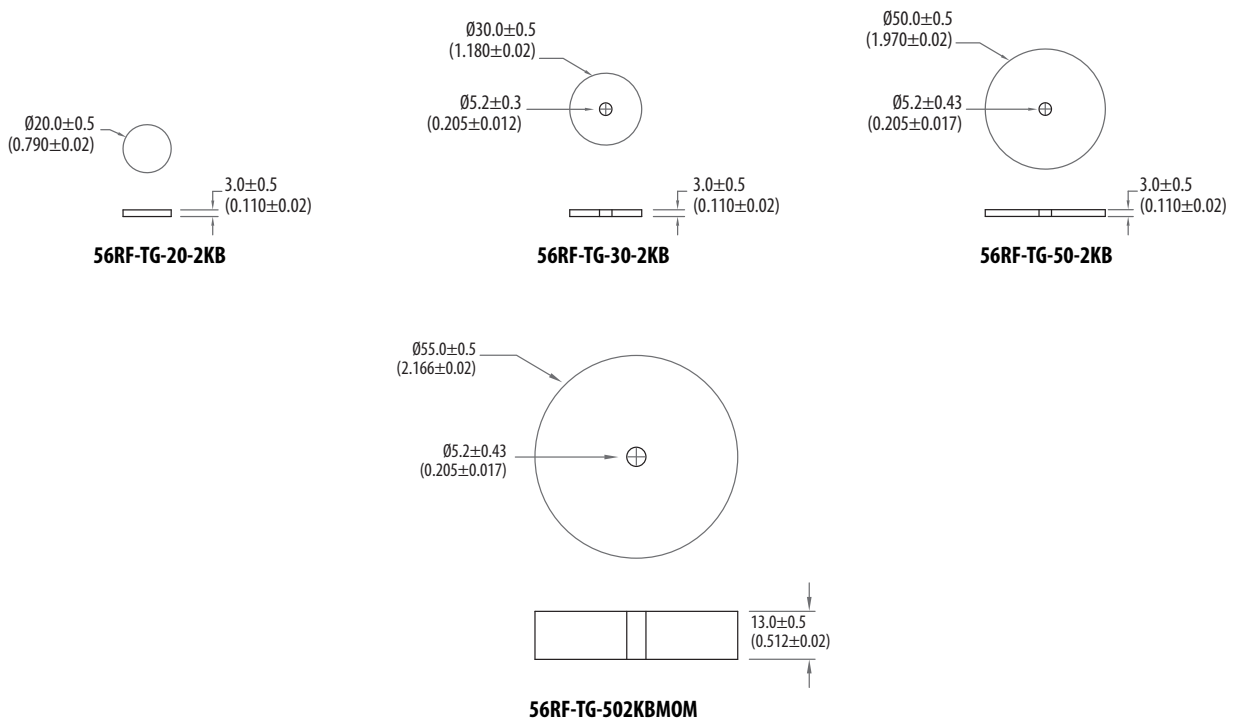 Ø20.0±0.5
(0.790±0.02)
3.0±0.5
(0.110±0.02)
56RF-TG-20-2KB
Ø30.0±0.5
(1.180±0.02)
Ø5.2±0.3
(0.205±0.012)
3.0±0.5
(0.110±0.02)
56RF-TG-30-2KB
Ø50.0±0.5
(1.970±0.02)
Ø5.2±0.43
(0.205±0.017)
3.0±0.5
(0.110±0.02)
56RF-TG-50-2KB
Ø55.0±0.5
(2.166±0.02)
Ø5.2±0.43
(0.205±0.017)
13.0±0.5
(0.512±0.02)
56RF-TG-502KBMOM